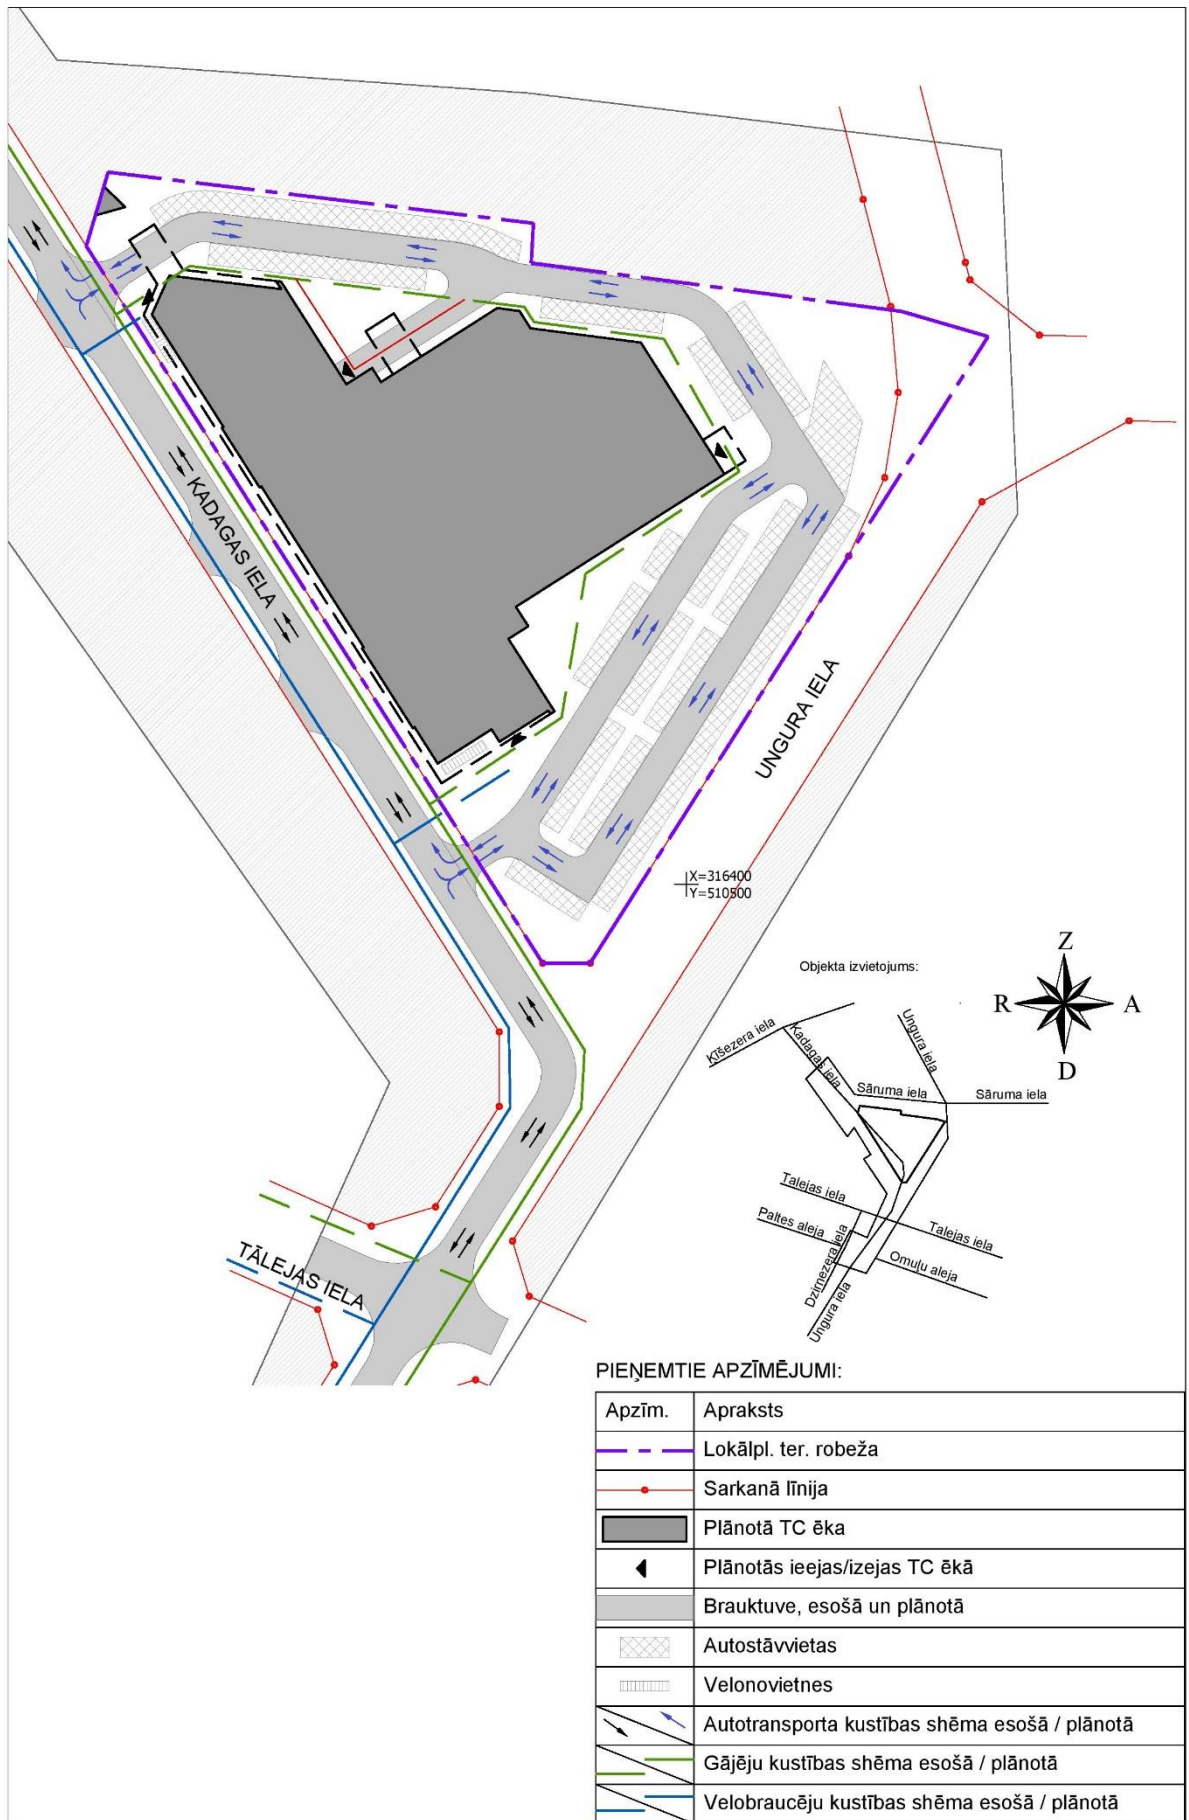 KADAGAS IELA
UNGURA IELA
X=316400
Y=510500
TĀLEJAS IELA
Objekta izvietojums:
Z
R
A
D
Ķīšezera iela
Kadagas iela
Ungura iela
Sāruma iela
Sāruma iela
Talejas iela
Paltes aleja
Dzirnezera iela
Talejas iela
Omuļu aleja
Ungura iela
PIEŅEMTIE APZĪMĒJUMI:
Apzīm. Apraksts
Lokālpl. ter. robeža
Sarkanā līnija
Plānotā TC ēka
Plānotās ieejas/izejas TC ēkā
Brauktuve, esošā un plānotā
Autostāvvietas
Velonovietnes
Autotransporta kustības shēma esošā / plānotā
Gājēju kustības shēma esošā / plānotā
Velobraucēju kustības shēma esošā / plānotā